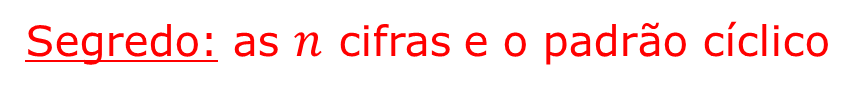 Segredo: as 𝑛 cifras e o padrão cíclico